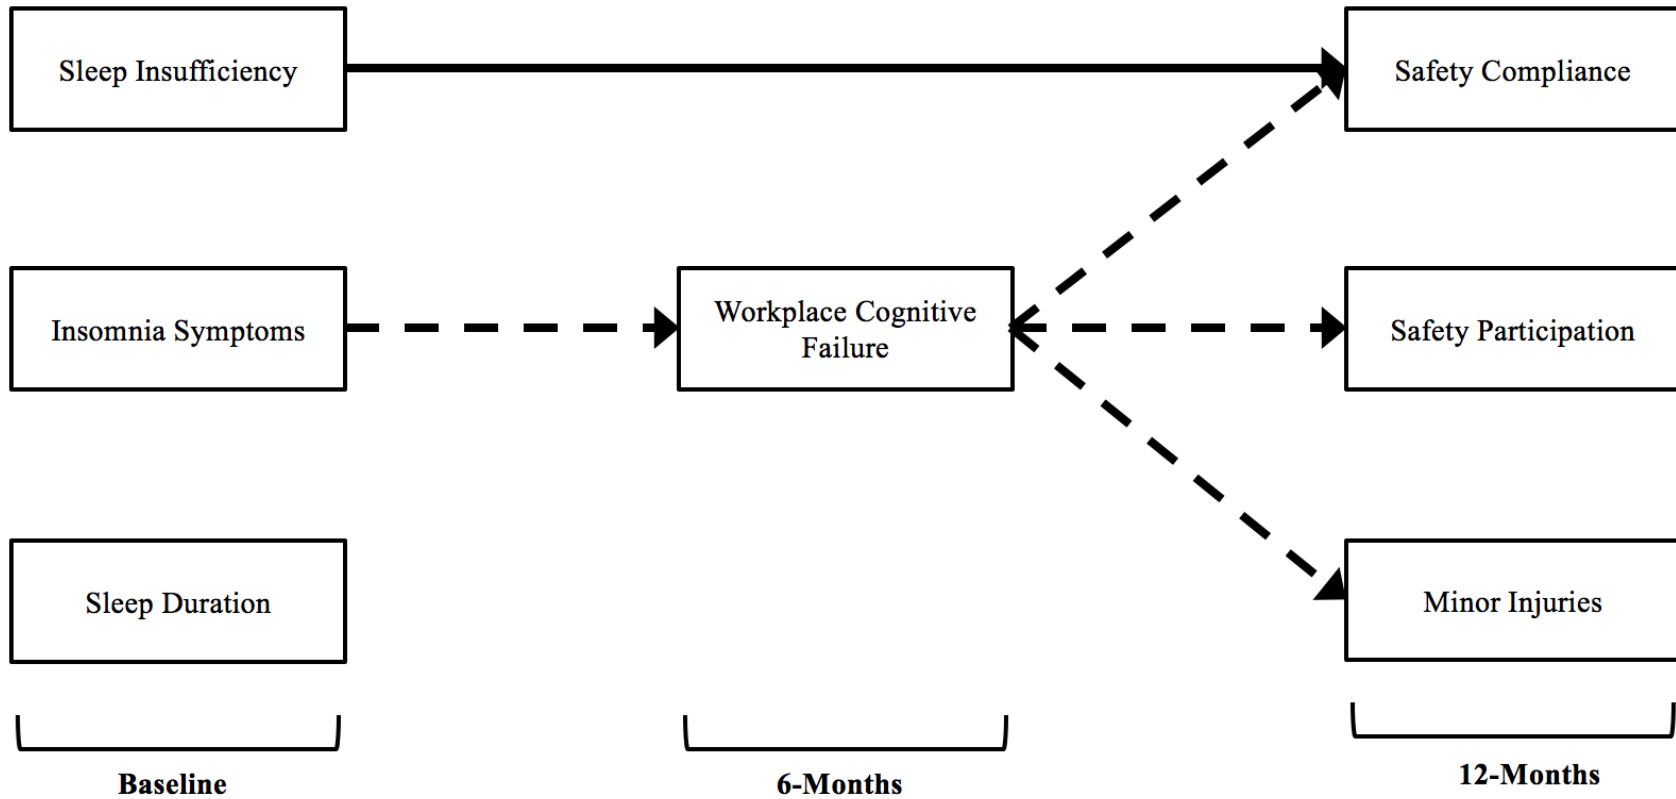 Sleep Insufficiency
Safety Compliance
Insomnia Symptoms
Workplace Cognitive
Failure
Safety Participation
Sleep Duration
Minor Injuries
Baseline
6-Months
12-Months